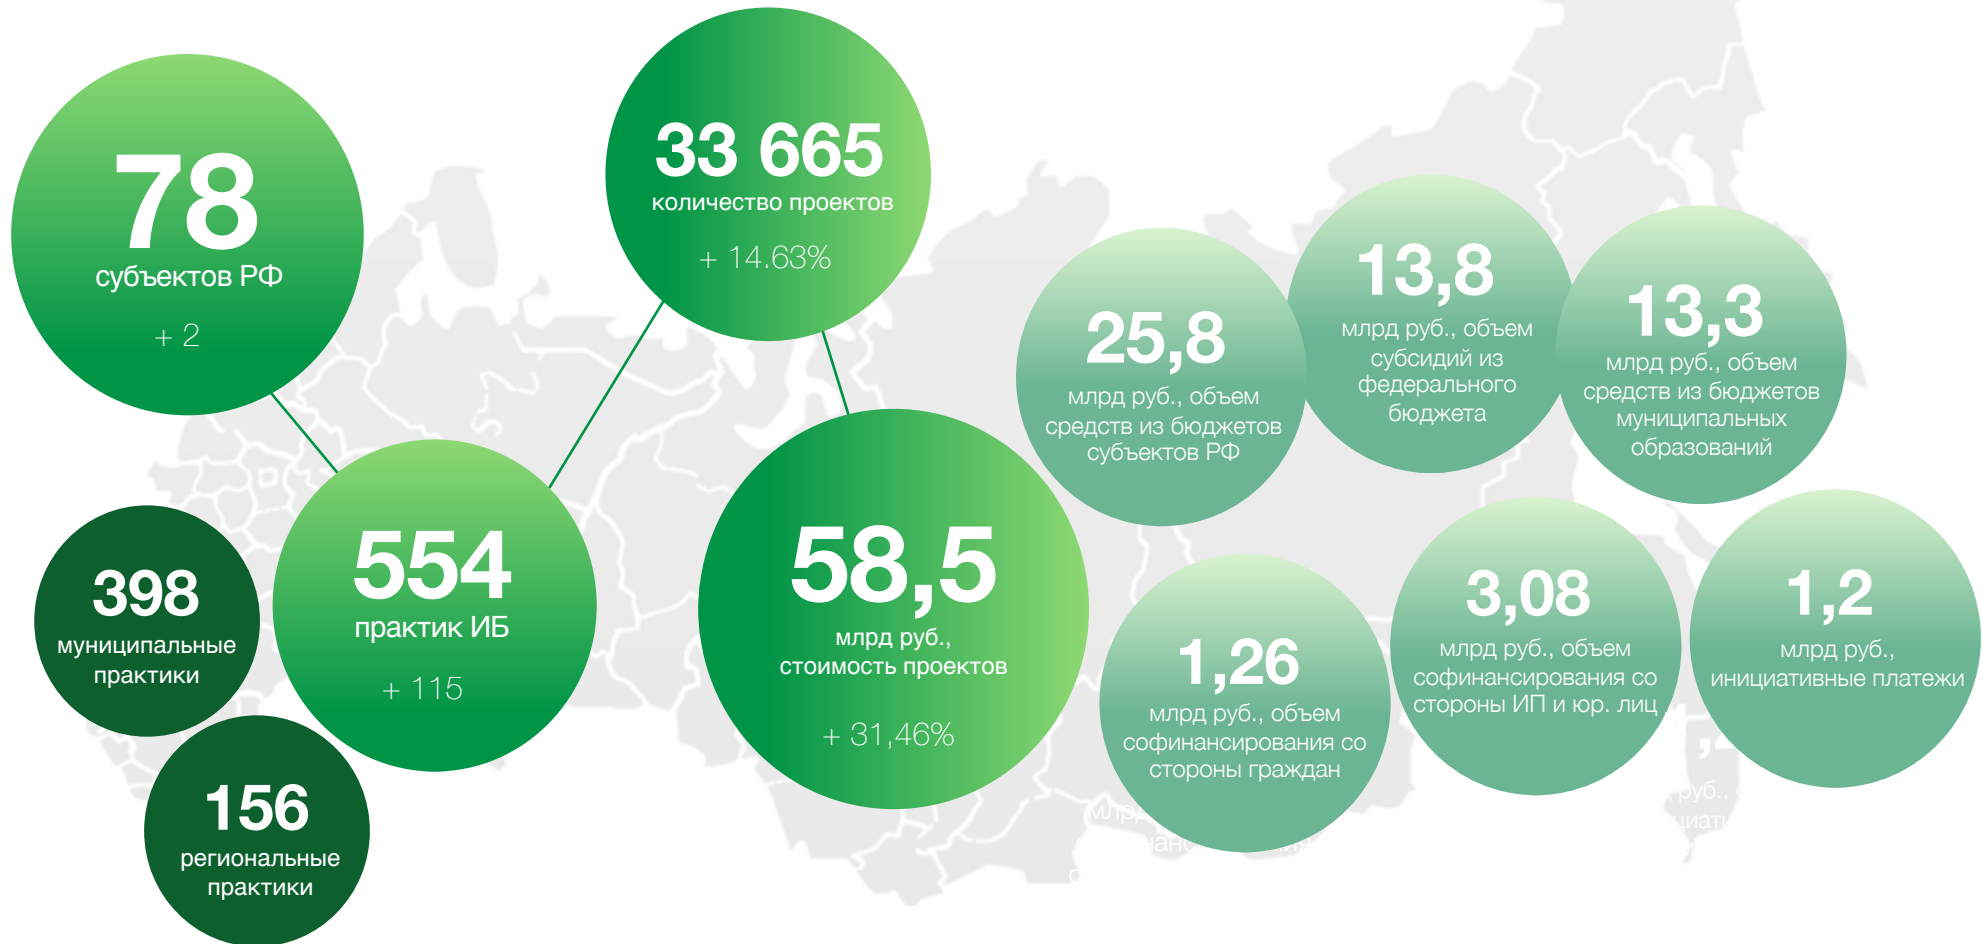 78
субъектов РФ
+ 2
33 665
количество проектов
+ 14.63%
554
практик ИБ
+ 115
398
муниципальные
практики
156
региональные
практики
58,5
млрд руб.,
стоимость проектов
+ 31,46%
25,8
млрд руб., объем
средств из бюджетов
субъектов РФ
13,8
млрд руб., объем
субсидий из
федерального
бюджета
13,3
млрд руб., объем
средств из бюджетов
муниципальных
образований
1,26
млрд руб., объем
софинансирования со
стороны граждан
3,08
млрд руб., объем
софинансирования со
стороны ИП и юр. лиц
1,2
млрд руб.,
инициативные платежи